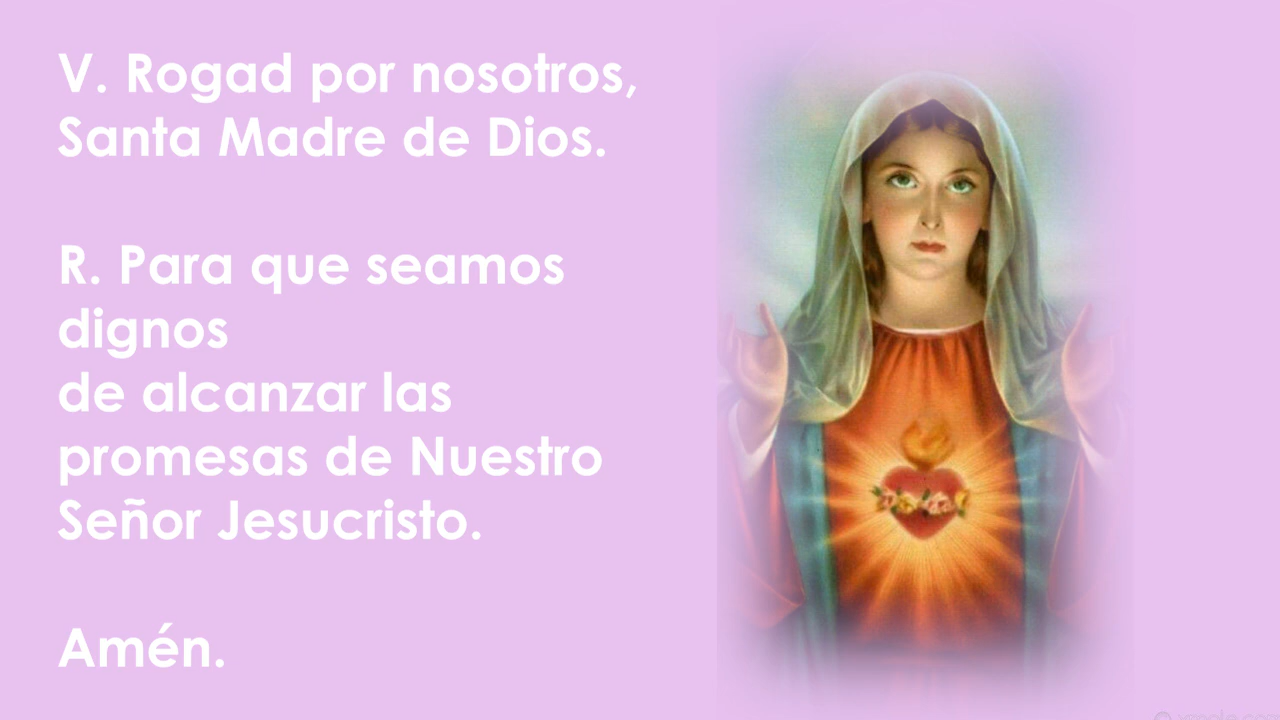 V. Rogad por nosotros,
Santa Madre de Dios.
R. Para que seamos
dignos
de alcanzar las
promesas de Nuestro
Señor Jesucristo.
Amén.